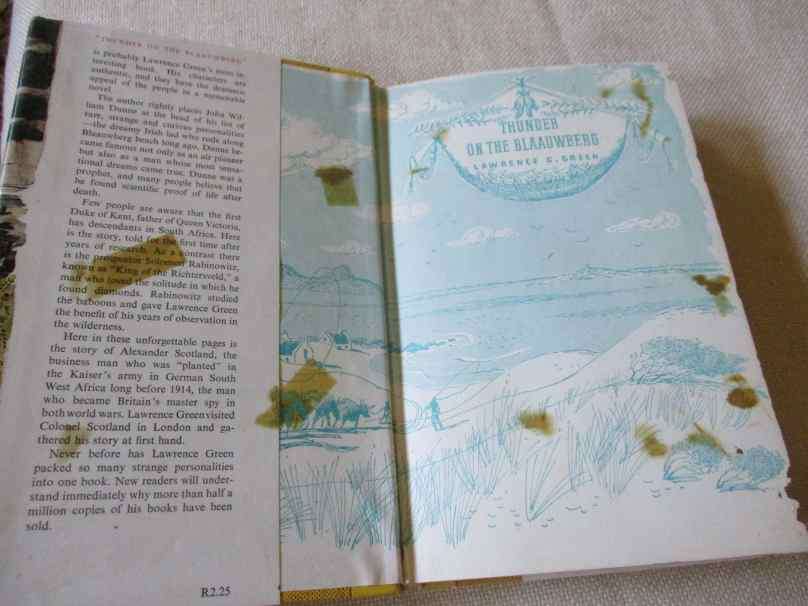 "THUNDER ON THE BLAAUWBERG"
is probably Lawrence Green's most in-
teresting book. His characters are
authentic, and they have the dramatic
appeal of the people in a memorable
novel.
The author rightly places John Wil-
liam Dunne at the head of his list of
rare, strange and curious personalities
—the dreamy Irish lad who rode along
Blaauwberg beach long ago. Dunne be-
came famous not only as an air pioneer
but also as a man whose most sensa-
tional dreams came true. Dunne was a
prophet, and many people believe that
he found scientific proof of life after
death.
Few people are aware that the first
Duke of Kent, father of Queen Victoria,
has descendants in South Africa. Here
is the story, told for the first time after
years of research. As a contrast there
is the prospector Solomon Rabinowitz,
known as "King of the Richtersveld," a
man who loved the solitude in which he
found diamonds. Rabinowitz studied
the baboons and gave Lawrence Green
the benefit of his years of observation in
the wilderness.
Here in these unforgettable pages is
the story of Alexander Scotland, the
business man who was "planted" in
the Kaiser's army in German South
West Africa long before 1914, the man
who became Britain's master spy in
both world wars. Lawrence Green visited
Colonel Scotland in London and ga-
thered his story at first hand.
Never before has Lawrence Green
packed so many strange personalities
into one book. New readers will under-
stand immediately why more than half a
million copies of his books have been
sold.
R2.25
THUNDER
ON THE BLAAUWBERG
LAWRENCE G. GREEN